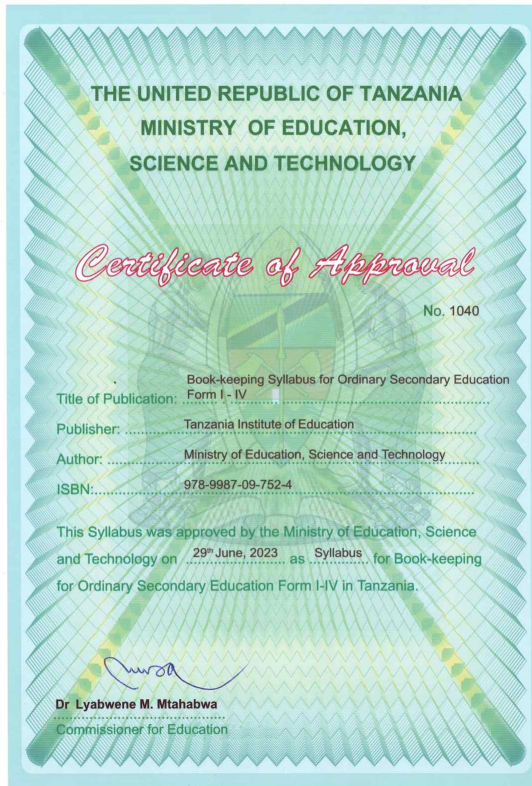 THE UNITED REPUBLIC OF TANZANIA
MINISTRY OF EDUCATION,
SCIENCE AND TECHNOLOGY
Certificate of Approval
No. 1040
Book-keeping Syllabus for Ordinary Secondary Education
Title of Publication: Form I - IV
Publisher: Tanzania Institute of Education
Author: Ministry of Education, Science and Technology
ISBN: 978-9987-09-752-4
This Syllabus was approved by the Ministry of Education, Science
and Technology on 29th June, 2023 as Syllabus for Book-keeping
for Ordinary Secondary Education Form I-IV in Tanzania.
Dr Lyabwene M. Mtahabwa
Commissioner for Education